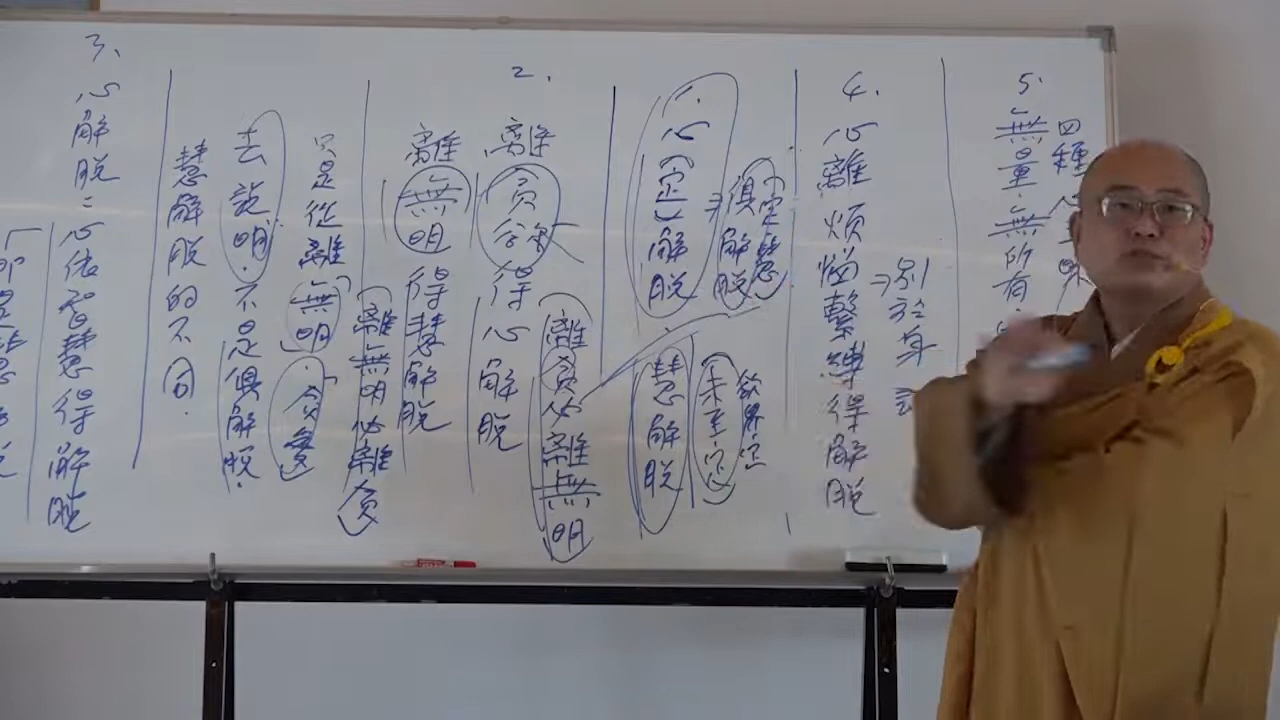 5.
四種心三昧
無量無所有
4.
心離煩惱繫縛得解脫
⇒別於身
1.
心(定)解脫
⇒俱解脫
定慧
慧解脫
未至定
欲界定
2.
離貪欲得心解脫
離貪必離無明
離無明得慧解脫
離無明必離貪
只是從離「無明」「貪愛」
去說明.不是俱解脫.
慧解脫的不同.
3.
心解脫:心依智慧得解脫